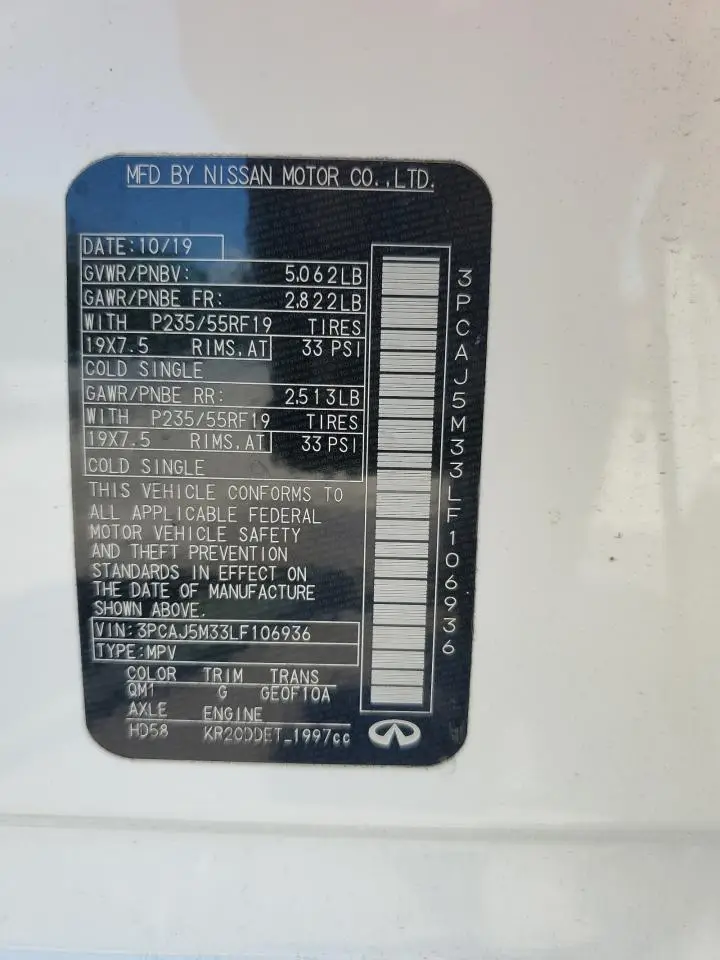 MFD BY NISSAN MOTOR CO.,LTD.
DATE:10/19
GVWR/PNBV: 5,062LB
GAWR/PNBE FR: 2,822LB
WITH P235/55RF19 TIRES
19X7.5 RIMS,AT 33 PSI
COLD SINGLE
GAWR/PNBE RR: 2,513LB
WITH P235/55RF19 TIRES
19X7.5 RIMS,AT 33 PSI
COLD SINGLE
THIS VEHICLE CONFORMS TO
ALL APPLICABLE FEDERAL
MOTOR VEHICLE SAFETY
AND THEFT PREVENTION
STANDARDS IN EFFECT ON
THE DATE OF MANUFACTURE
SHOWN ABOVE.
VIN:3PCAJ5M33LF106936
TYPE:MPV
COLOR TRIM TRANS
QM1 G GE0F10A
AXLE ENGINE
HD58 KR20DDET_1997cc
3PCAJ5M33LF106936